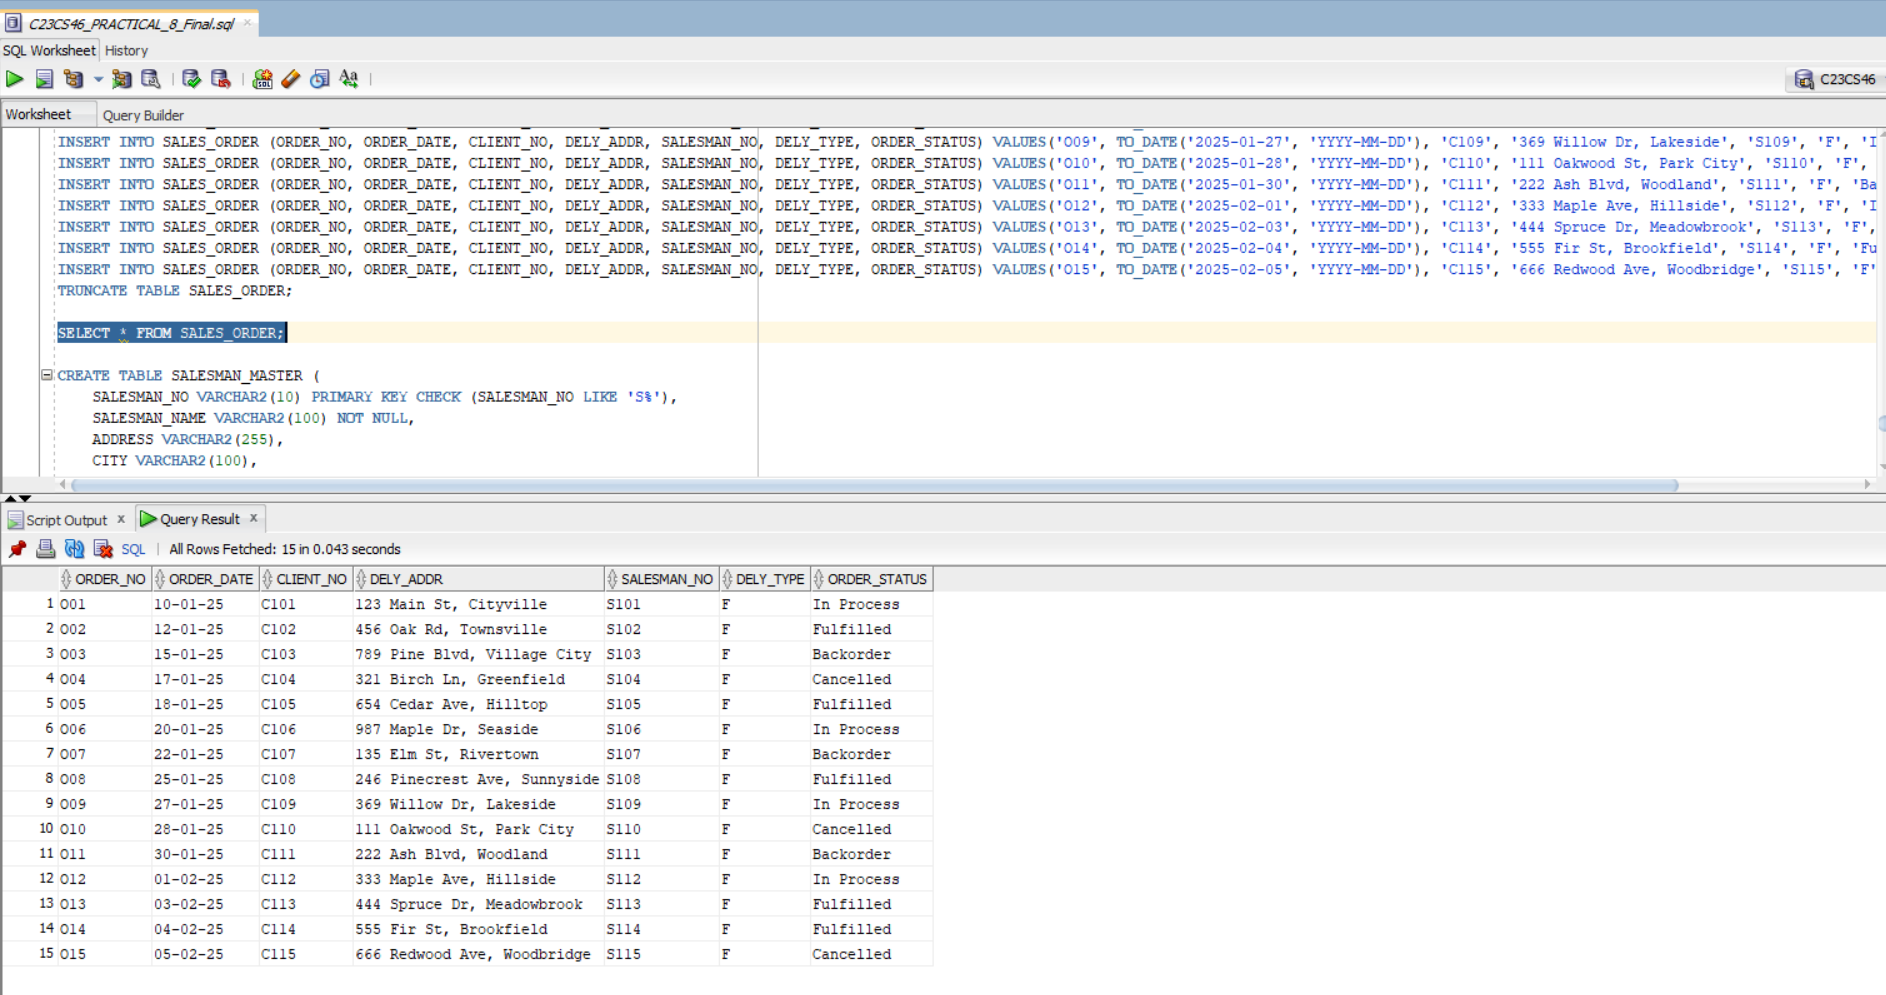 C23CS46_PRACTICAL_8_Final.sql
SQL Worksheet History
C23CS46
Worksheet Query Builder
INSERT INTO SALES_ORDER (ORDER_NO, ORDER_DATE, CLIENT_NO, DELY_ADDR, SALESMAN_NO, DELY_TYPE, ORDER_STATUS) VALUES('O09', TO_DATE('2025-01-27', 'YYYY-MM-DD'), 'C109', '369 Willow Dr, Lakeside', 'S109', 'F', 'I
INSERT INTO SALES_ORDER (ORDER_NO, ORDER_DATE, CLIENT_NO, DELY_ADDR, SALESMAN_NO, DELY_TYPE, ORDER_STATUS) VALUES('O10', TO_DATE('2025-01-28', 'YYYY-MM-DD'), 'C110', '111 Oakwood St, Park City', 'S110', 'F',
INSERT INTO SALES_ORDER (ORDER_NO, ORDER_DATE, CLIENT_NO, DELY_ADDR, SALESMAN_NO, DELY_TYPE, ORDER_STATUS) VALUES('O11', TO_DATE('2025-01-30', 'YYYY-MM-DD'), 'C111', '222 Ash Blvd, Woodland', 'S111', 'F', 'Ba
INSERT INTO SALES_ORDER (ORDER_NO, ORDER_DATE, CLIENT_NO, DELY_ADDR, SALESMAN_NO, DELY_TYPE, ORDER_STATUS) VALUES('O12', TO_DATE('2025-02-01', 'YYYY-MM-DD'), 'C112', '333 Maple Ave, Hillside', 'S112', 'F', 'I
INSERT INTO SALES_ORDER (ORDER_NO, ORDER_DATE, CLIENT_NO, DELY_ADDR, SALESMAN_NO, DELY_TYPE, ORDER_STATUS) VALUES('O13', TO_DATE('2025-02-03', 'YYYY-MM-DD'), 'C113', '444 Spruce Dr, Meadowbrook', 'S113', 'F',
INSERT INTO SALES_ORDER (ORDER_NO, ORDER_DATE, CLIENT_NO, DELY_ADDR, SALESMAN_NO, DELY_TYPE, ORDER_STATUS) VALUES('O14', TO_DATE('2025-02-04', 'YYYY-MM-DD'), 'C114', '555 Fir St, Brookfield', 'S114', 'F', 'Fu
INSERT INTO SALES_ORDER (ORDER_NO, ORDER_DATE, CLIENT_NO, DELY_ADDR, SALESMAN_NO, DELY_TYPE, ORDER_STATUS) VALUES('O15', TO_DATE('2025-02-05', 'YYYY-MM-DD'), 'C115', '666 Redwood Ave, Woodbridge', 'S115', 'F'
TRUNCATE TABLE SALES_ORDER;
SELECT * FROM SALES_ORDER;
CREATE TABLE SALESMAN_MASTER (
SALESMAN_NO VARCHAR2(10) PRIMARY KEY CHECK (SALESMAN_NO LIKE 'S%'),
SALESMAN_NAME VARCHAR2(100) NOT NULL,
ADDRESS VARCHAR2(255),
CITY VARCHAR2(100),
Script Output x Query Result x
SQL | All Rows Fetched: 15 in 0.043 seconds
ORDER_NO ORDER_DATE CLIENT_NO DELY_ADDR SALESMAN_NO DELY_TYPE ORDER_STATUS
1 O01 10-01-25 C101 123 Main St, Cityville S101 F In Process
2 O02 12-01-25 C102 456 Oak Rd, Townsville S102 F Fulfilled
3 O03 15-01-25 C103 789 Pine Blvd, Village City S103 F Backorder
4 O04 17-01-25 C104 321 Birch Ln, Greenfield S104 F Cancelled
5 O05 18-01-25 C105 654 Cedar Ave, Hilltop S105 F Fulfilled
6 O06 20-01-25 C106 987 Maple Dr, Seaside S106 F In Process
7 O07 22-01-25 C107 135 Elm St, Rivertown S107 F Backorder
8 O08 25-01-25 C108 246 Pinecrest Ave, Sunnyside S108 F Fulfilled
9 O09 27-01-25 C109 369 Willow Dr, Lakeside S109 F In Process
10 O10 28-01-25 C110 111 Oakwood St, Park City S110 F Cancelled
11 O11 30-01-25 C111 222 Ash Blvd, Woodland S111 F Backorder
12 O12 01-02-25 C112 333 Maple Ave, Hillside S112 F In Process
13 O13 03-02-25 C113 444 Spruce Dr, Meadowbrook S113 F Fulfilled
14 O14 04-02-25 C114 555 Fir St, Brookfield S114 F Fulfilled
15 O15 05-02-25 C115 666 Redwood Ave, Woodbridge S115 F Cancelled